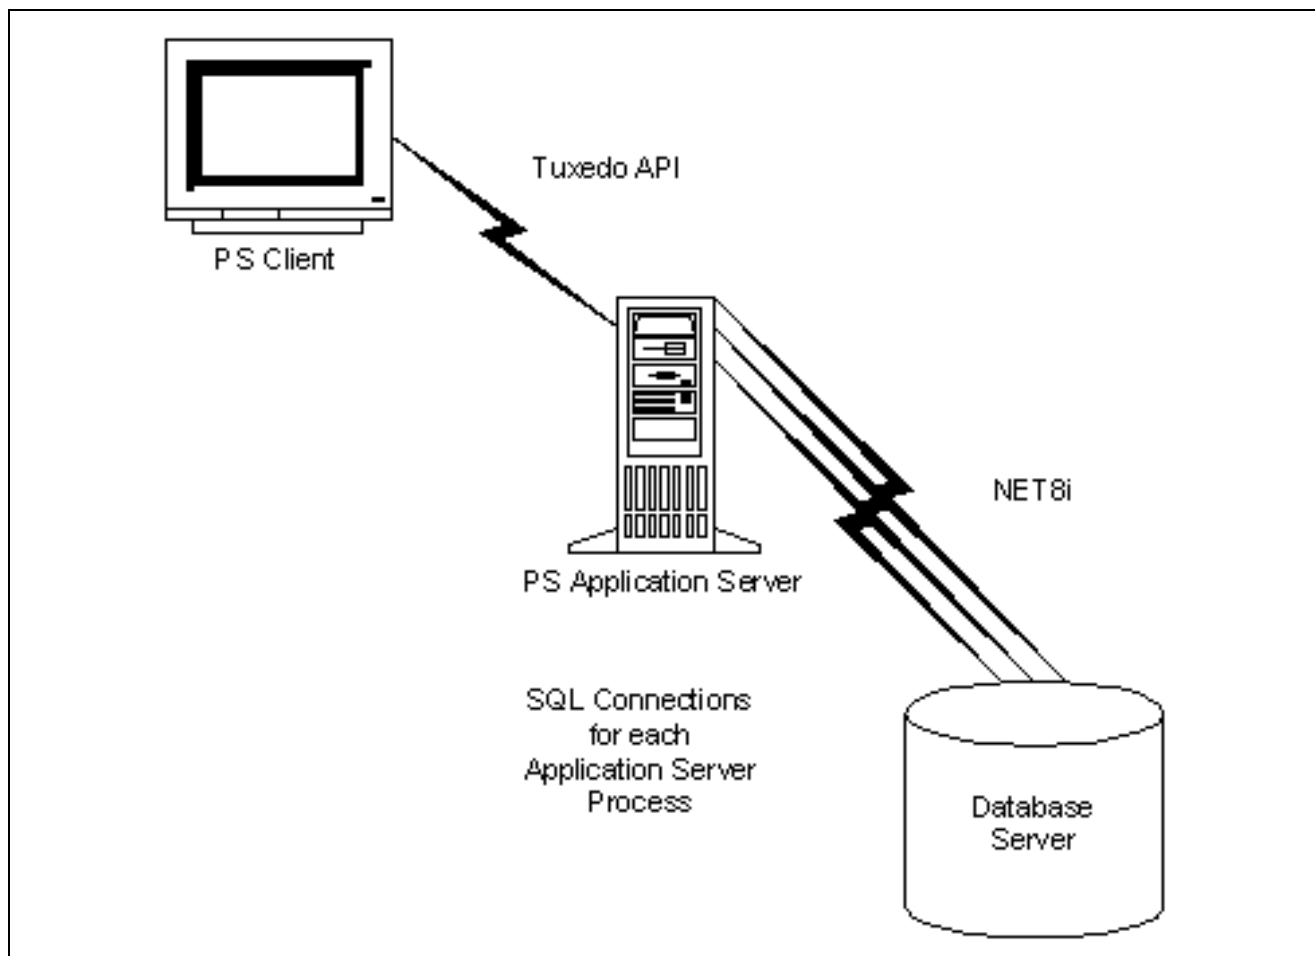 Tuxedo API
PS Client
NET8i
PS Application Server
SQL Connections
for each
Application Server
Process
Database
Server